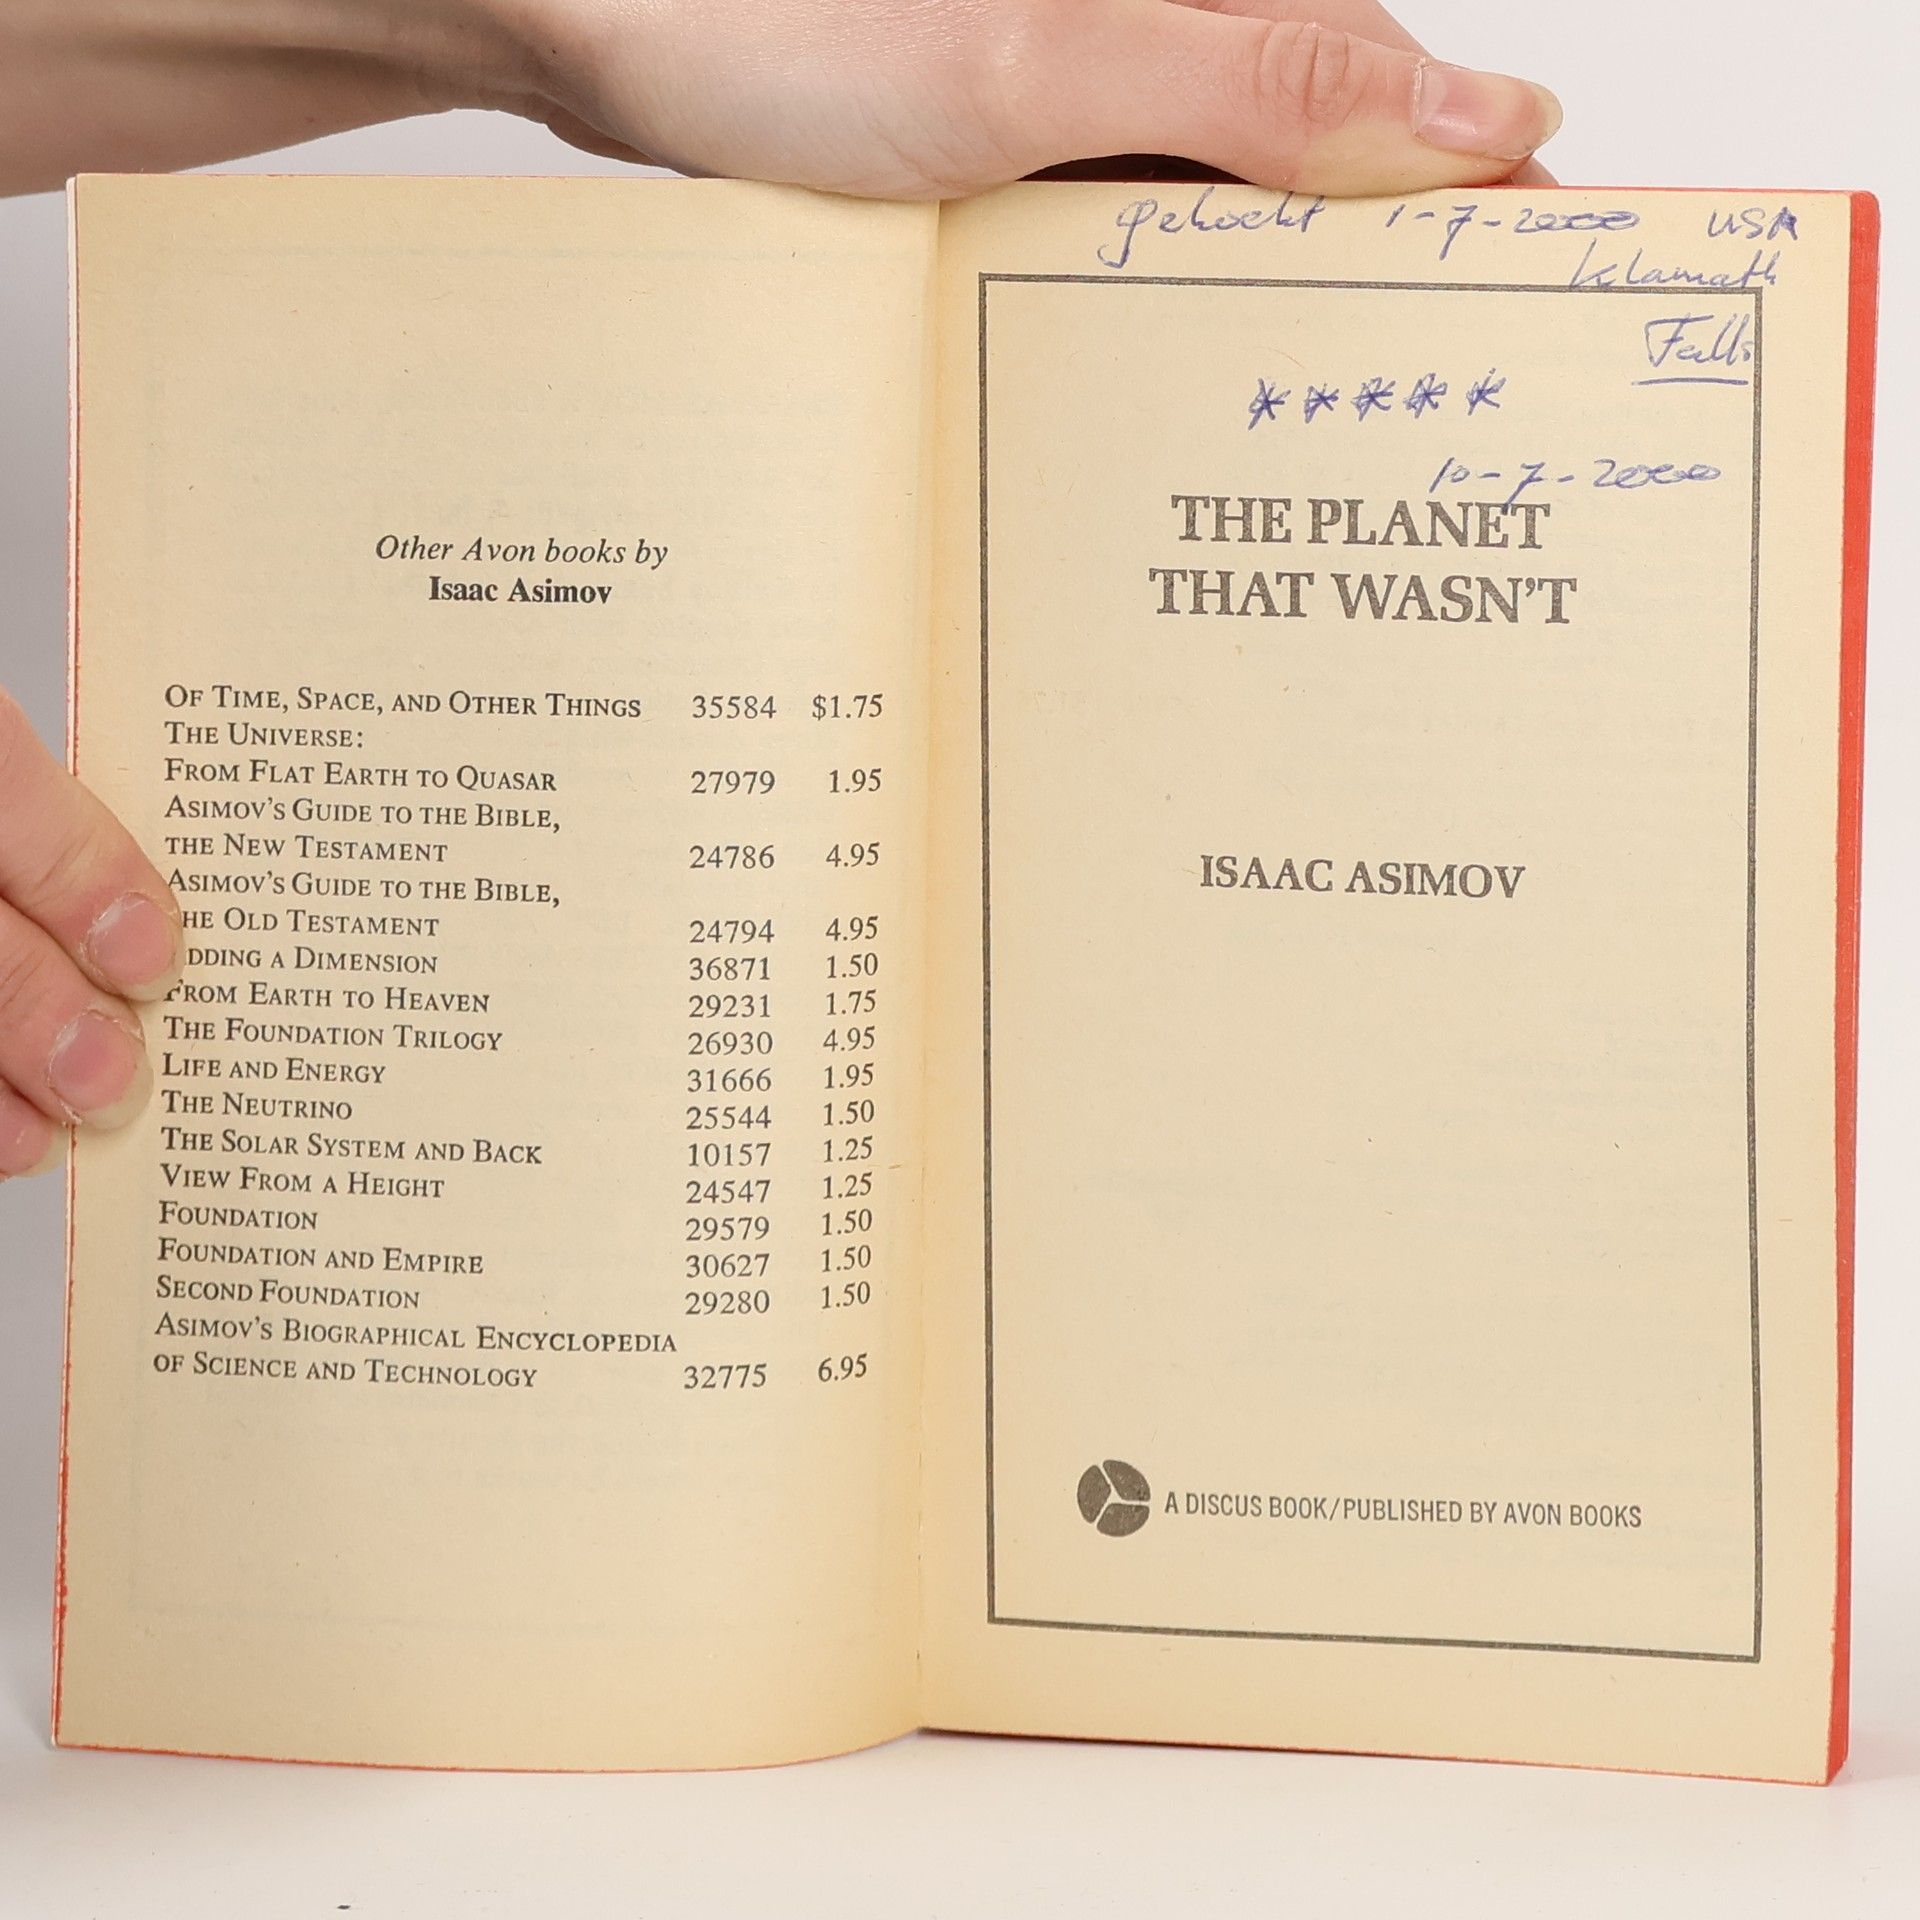 Other Avon books by
Isaac Asimov
OF TIME, SPACE, AND OTHER THINGS 35584 $1.75
THE UNIVERSE:
FROM FLAT EARTH TO QUASAR 27979 1.95
ASIMOV'S GUIDE TO THE BIBLE,
THE NEW TESTAMENT 24786 4.95
ASIMOV'S GUIDE TO THE BIBLE,
HE OLD TESTAMENT 24794 4.95
DDING A DIMENSION 36871 1.50
FROM EARTH TO HEAVEN 29231 1.75
THE FOUNDATION TRILOGY 26930 4.95
LIFE AND ENERGY 31666 1.95
THE NEUTRINO 25544 1.50
THE SOLAR SYSTEM AND BACK 10157 1.25
VIEW FROM A HEIGHT 24547 1.25
FOUNDATION 29579 1.50
FOUNDATION AND EMPIRE 30627 1.50
SECOND FOUNDATION 29280 1.50
ASIMOV'S BIOGRAPHICAL ENCYCLOPEDIA
OF SCIENCE AND TECHNOLOGY 32775 6.95
gekocht 1-7-2000 USA
Klamath
Falls
* * * * *
10-7-2000
THE PLANET
THAT WASN'T
ISAAC ASIMOV
A DISCUS BOOK/PUBLISHED BY AVON BOOKS